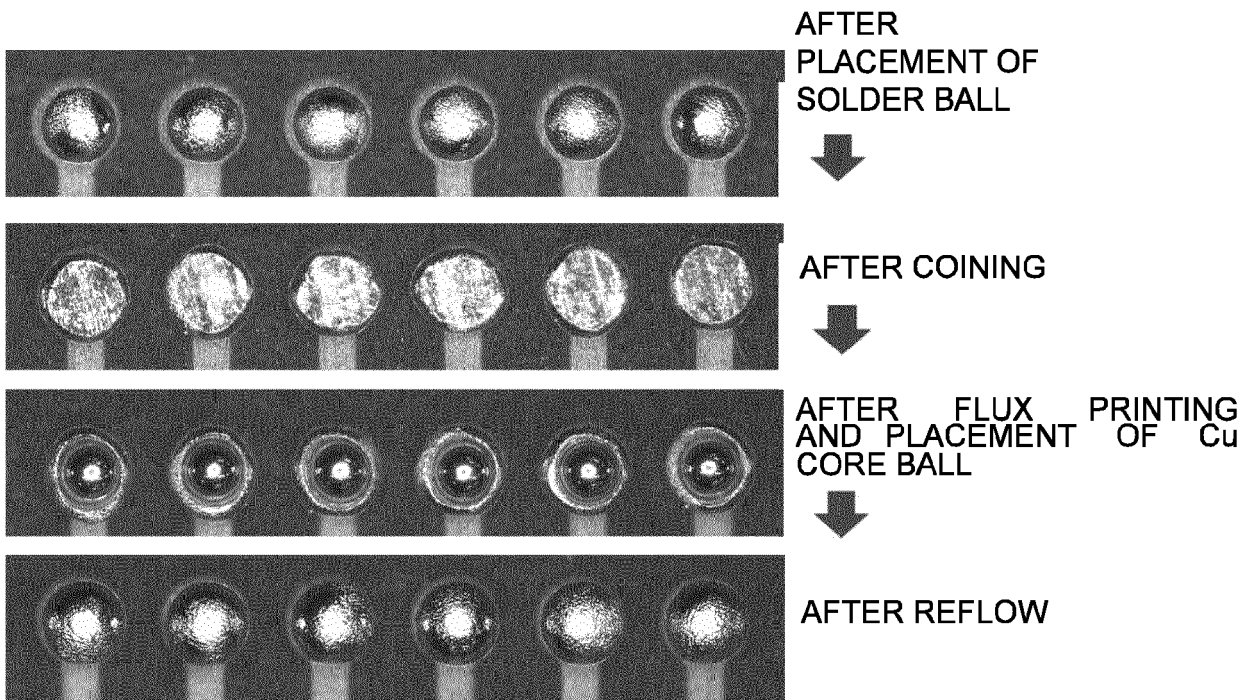 AFTER
PLACEMENT OF
SOLDER BALL
AFTER COINING
AFTER FLUX PRINTING
AND PLACEMENT OF Cu
CORE BALL
AFTER REFLOW